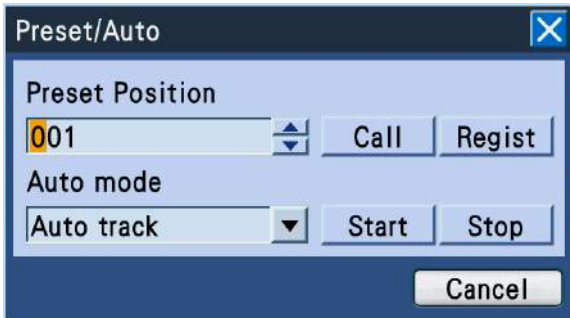 Preset/Auto
Preset Position
001 Call Regist
Auto mode
Auto track Start Stop
Cancel